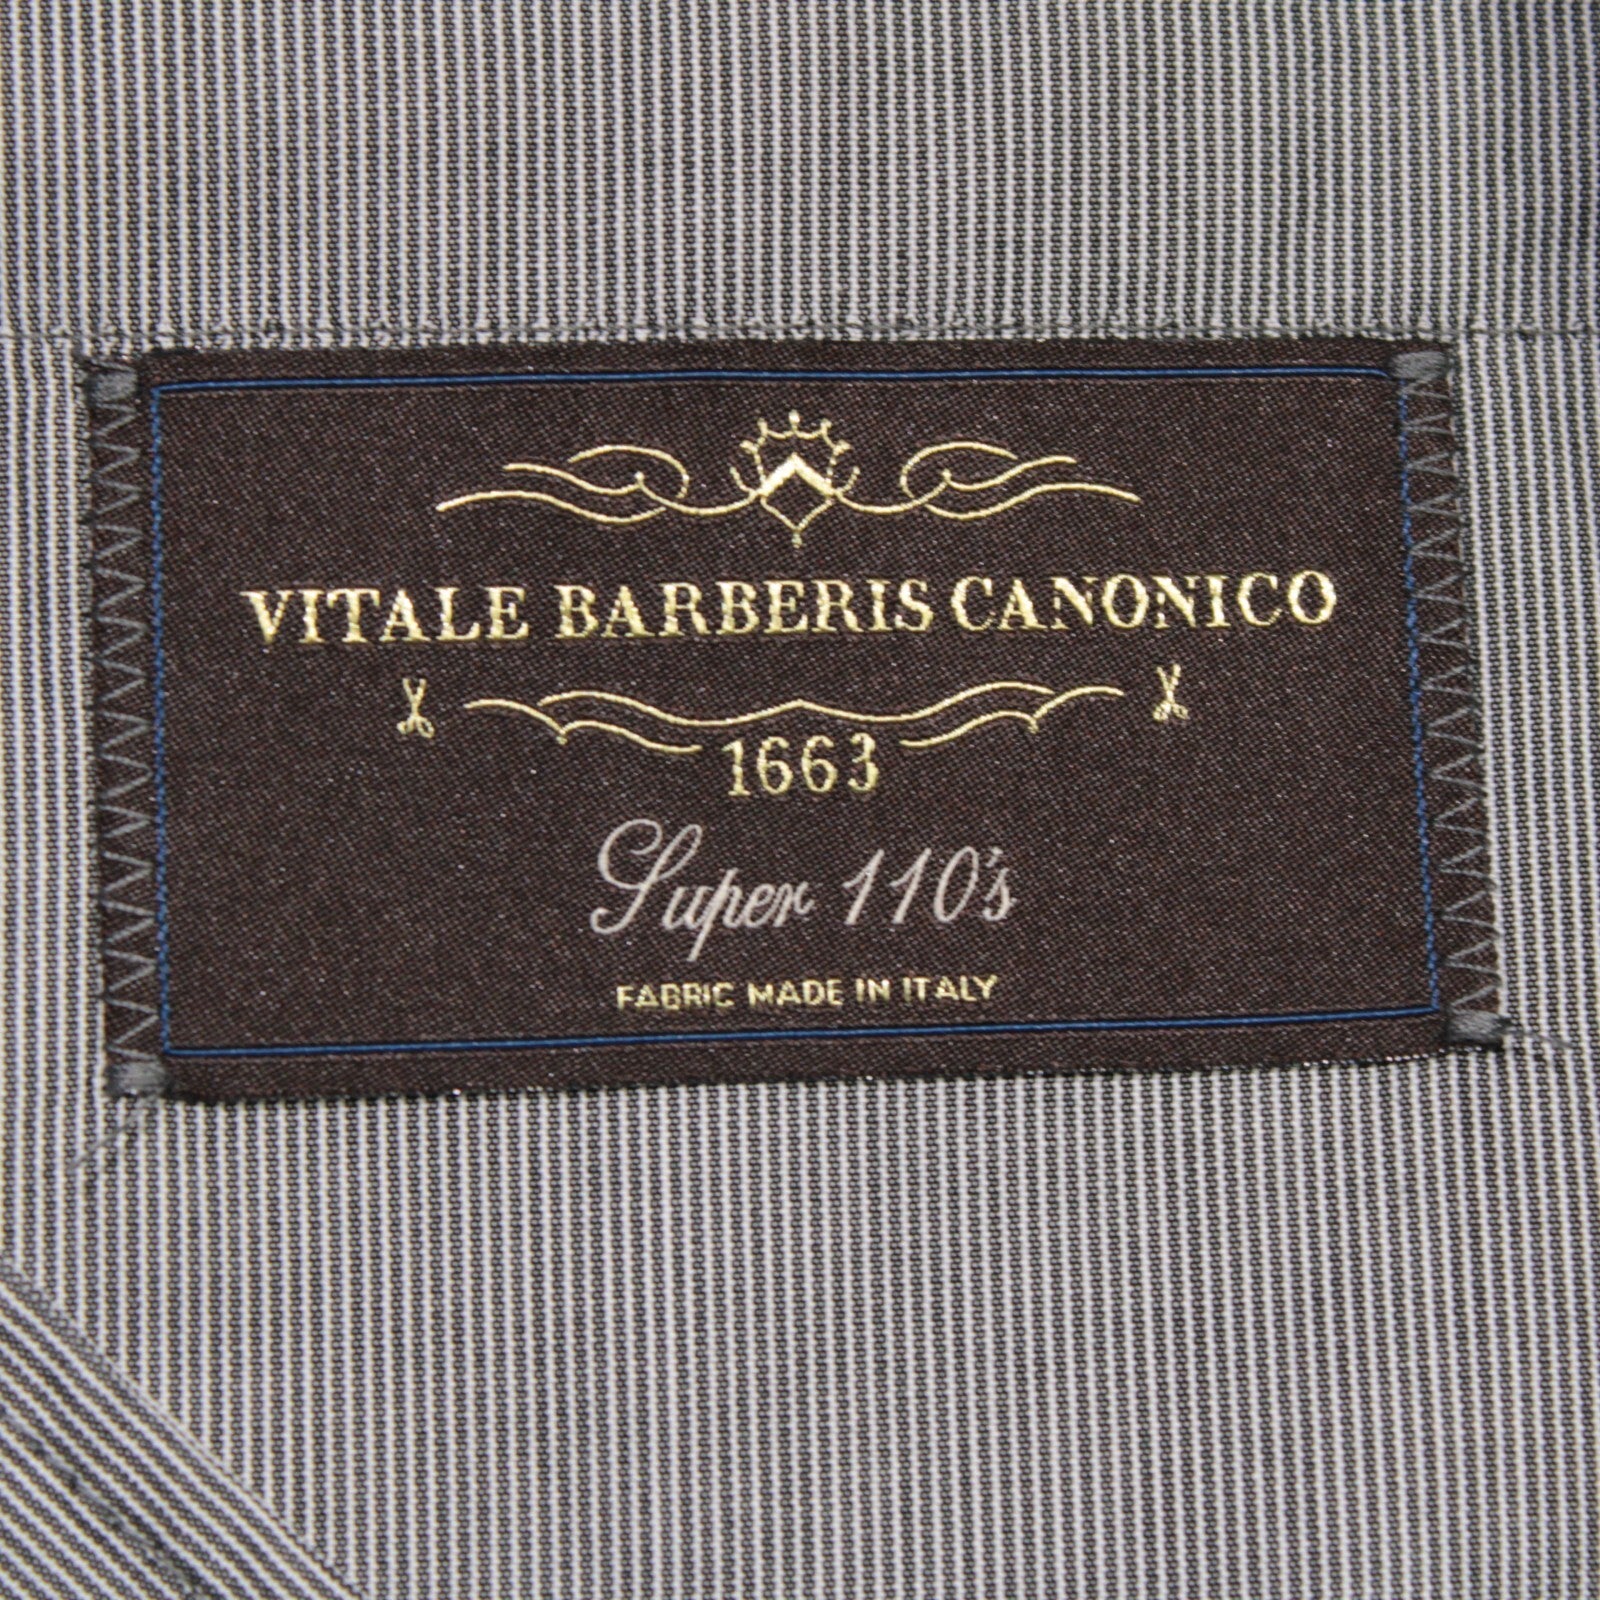 VITALE BARBERIS CANONICO
1663
Super 110's
FABRIC MADE IN ITALY